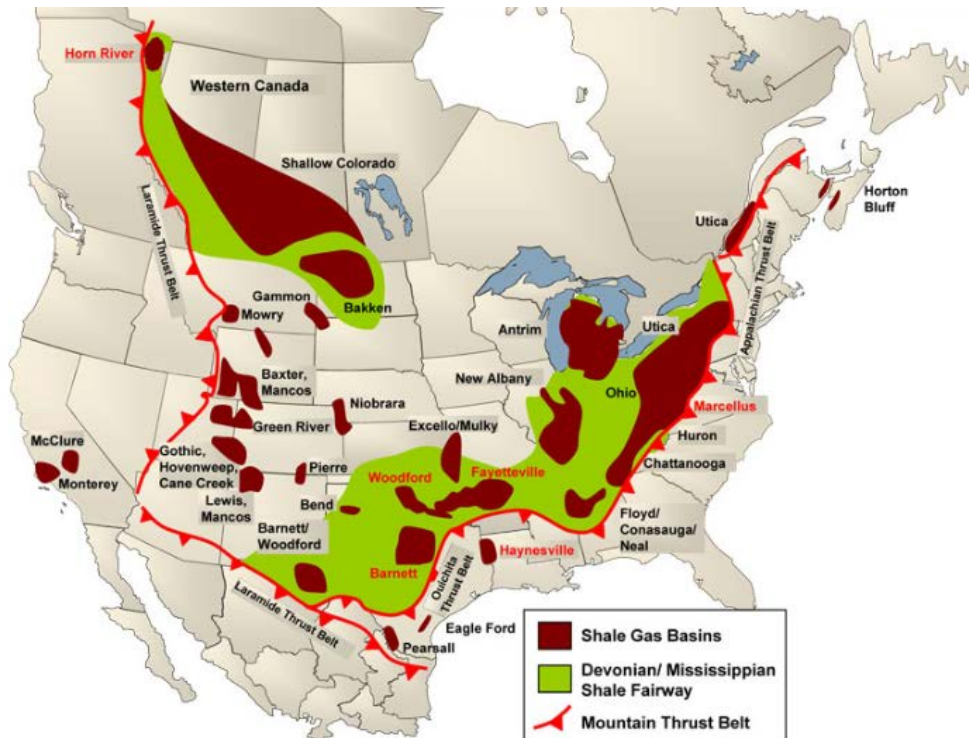 Horn River
Western Canada
Shallow Colorado
Laramide Thrust Belt
Bakken
Gammon
Mowry
Baxter,
Mancos
Niobrara
Green River
McClure
Monterey
Gothic,
Hovenweep,
Cane Creek
Lewis,
Mancos
Pierre
Bend
Excello/Mulky
Woodford
Fayetteville
Barnett/
Woodford
Barnett
Haynesville
Laramide Thrust Belt
Ouichita
Thrust Belt
Eagle Ford
Pearsall
Antrim
New Albany
Utica
Ohio
Utica
Horton
Bluff
Appalachian Thrust Belt
Marcellus
Huron
Chattanooga
Floyd/
Conasauga/
Neal
Shale Gas Basins
Devonian/ Mississippian
Shale Fairway
Mountain Thrust Belt